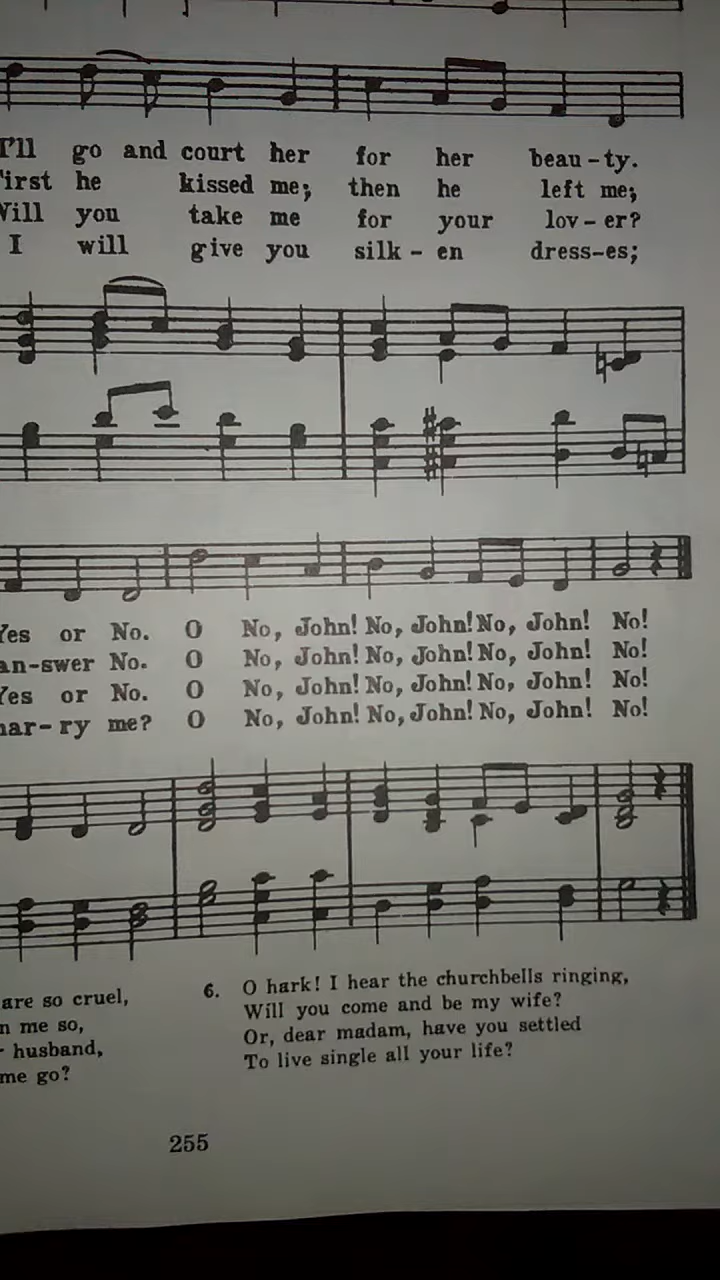 I'll go and court her for her beau-ty.
first he kissed me; then he left me;
Will you take me for your lov-er?
I will give you silk-en dress-es;
Yes or No. O No, John! No, John! No, John! No!
an-swer No. O No, John! No, John! No, John! No!
Yes or No. O No, John! No, John! No, John! No!
mar-ry me? O No, John! No, John! No, John! No!
are so cruel,
me so,
husband,
me go?
6. O hark! I hear the churchbells ringing,
Will you come and be my wife?
Or, dear madam, have you settled
To live single all your life?
255